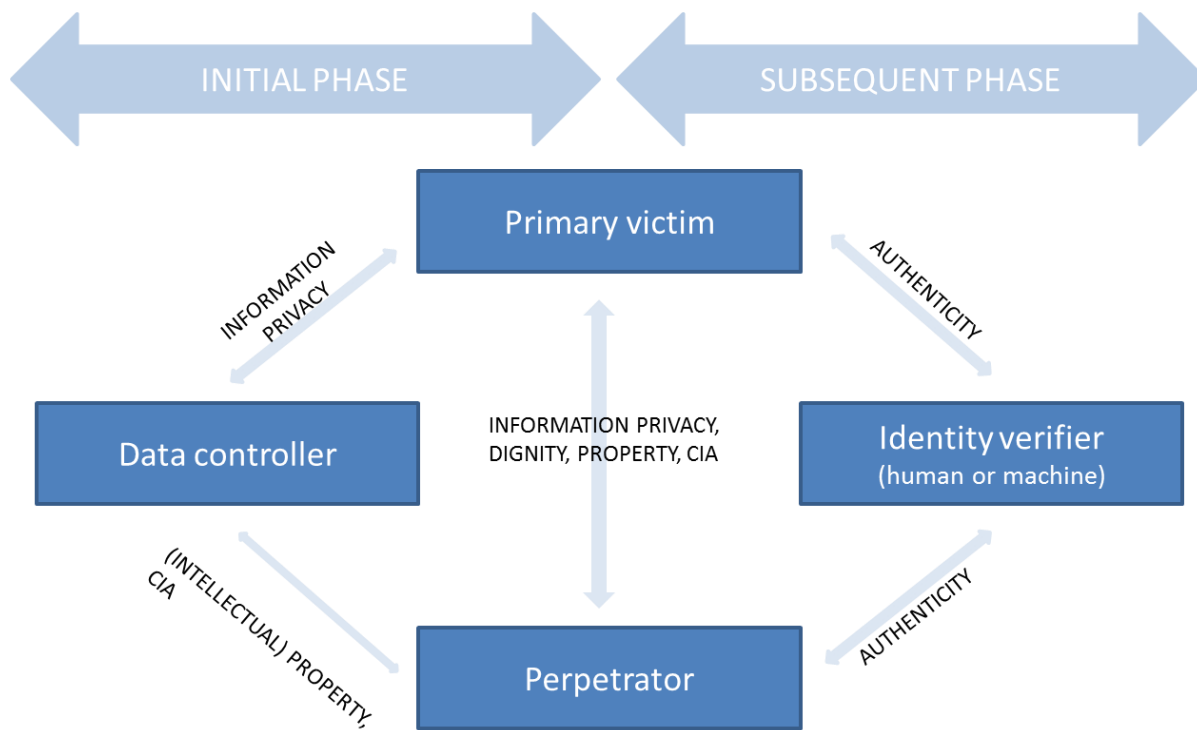 INITIAL PHASE
SUBSEQUENT PHASE
Primary victim
INFORMATION
PRIVACY
AUTHENTICITY
Data controller
INFORMATION PRIVACY,
DIGNITY, PROPERTY, CIA
Identity verifier
(human or machine)
(INTELLECTUAL) PROPERTY,
CIA
AUTHENTICITY
Perpetrator